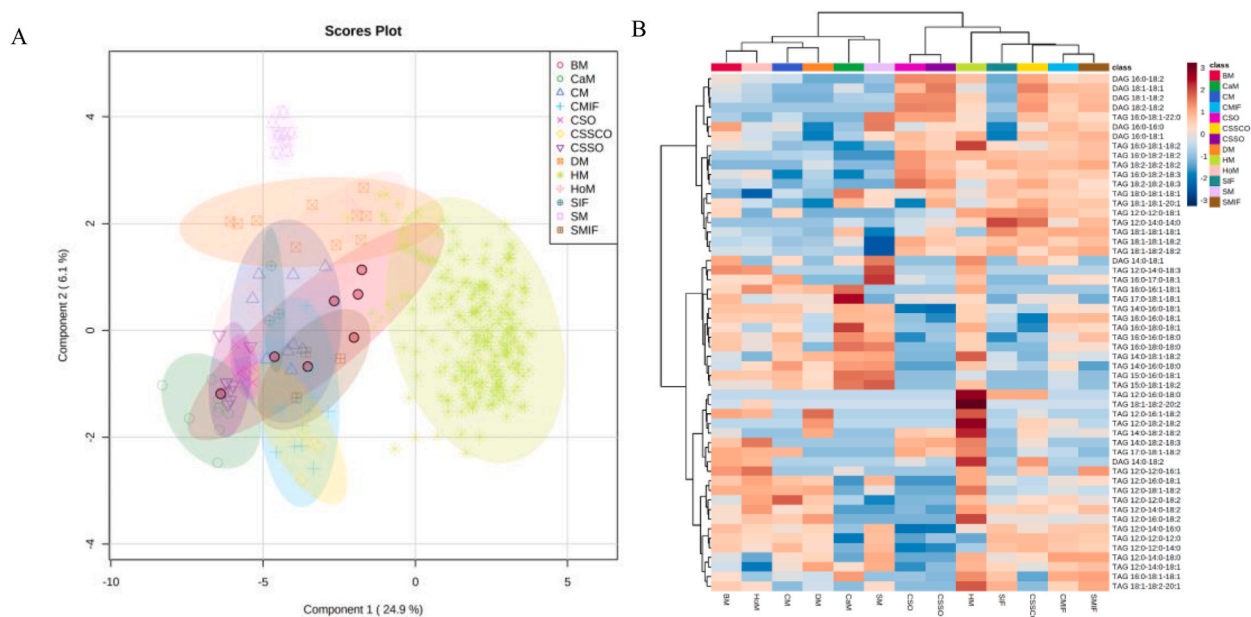 A
Scores Plot
Component 2 ( 6.1 %)
4
2
0
-2
-4
-10
-5
0
5
Component 1 ( 24.9 %)
BM
CaM
CM
CMIF
CSO
CSSCO
CSSO
DM
HM
HoM
SIF
SM
SMIF
B
class
DAG 16:0-18:2
DAG 18:1-18:1
DAG 18:1-18:2
DAG 18:2-18:2
TAG 16:0-18:1-22:0
DAG 16:0-16:0
DAG 16:0-18:1
TAG 16:0-18:1-18:2
TAG 16:0-18:2-18:2
TAG 18:2-18:2-18:2
TAG 16:0-18:2-18:3
TAG 18:2-18:2-18:3
TAG 18:0-18:1-18:1
TAG 18:1-18:1-20:1
TAG 12:0-12:0-18:1
TAG 12:0-14:0-14:0
TAG 18:1-18:1-18:1
TAG 18:1-18:1-18:2
TAG 18:1-18:2-18:2
DAG 14:0-18:1
TAG 12:0-14:0-18:3
TAG 16:0-17:0-18:1
TAG 16:0-16:1-18:1
TAG 17:0-18:1-18:1
TAG 14:0-16:0-18:1
TAG 16:0-16:0-18:1
TAG 16:0-18:0-18:1
TAG 16:0-16:0-18:0
TAG 16:0-18:0-18:0
TAG 14:0-18:1-18:2
TAG 14:0-16:0-18:0
TAG 15:0-16:0-18:1
TAG 15:0-18:1-18:2
TAG 12:0-16:0-18:0
TAG 18:1-18:2-20:2
TAG 12:0-16:1-18:2
TAG 12:0-18:2-18:2
TAG 14:0-18:2-18:2
TAG 14:0-18:2-18:3
TAG 17:0-18:1-18:2
DAG 14:0-18:2
TAG 12:0-12:0-16:1
TAG 12:0-16:0-18:1
TAG 12:0-18:1-18:2
TAG 12:0-12:0-18:2
TAG 12:0-14:0-18:2
TAG 12:0-16:0-18:2
TAG 12:0-14:0-16:0
TAG 12:0-12:0-12:0
TAG 12:0-12:0-14:0
TAG 12:0-14:0-18:0
TAG 12:0-14:0-18:1
TAG 16:0-18:1-18:1
TAG 18:1-18:2-20:1
BM
HoM
CM
DM
CaM
SM
CSO
CSSO
HM
SIF
CSSC
CMIF
SMIF
3
2
1
0
-1
-2
-3
class
BM
CaM
CM
CMIF
CSO
CSSCO
CSSO
DM
HM
HoM
SIF
SM
SMIF